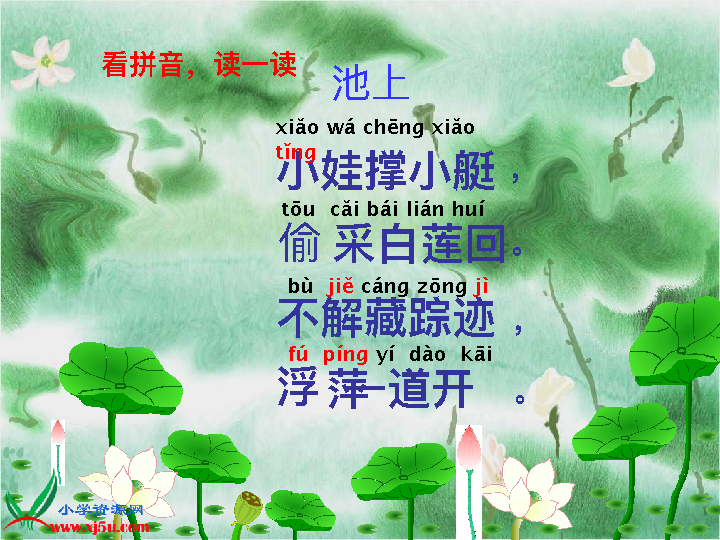 看拼音，读一读
池上
xiǎo wá chēng xiǎo
tǐng
小娃撑小艇，
tōu cǎi bái lián huí
偷采白莲回。
bù jiě cáng zōng jì
不解藏踪迹，
fú píng yí dào kāi
浮萍一道开。
小学资源网
www.xj5u.com